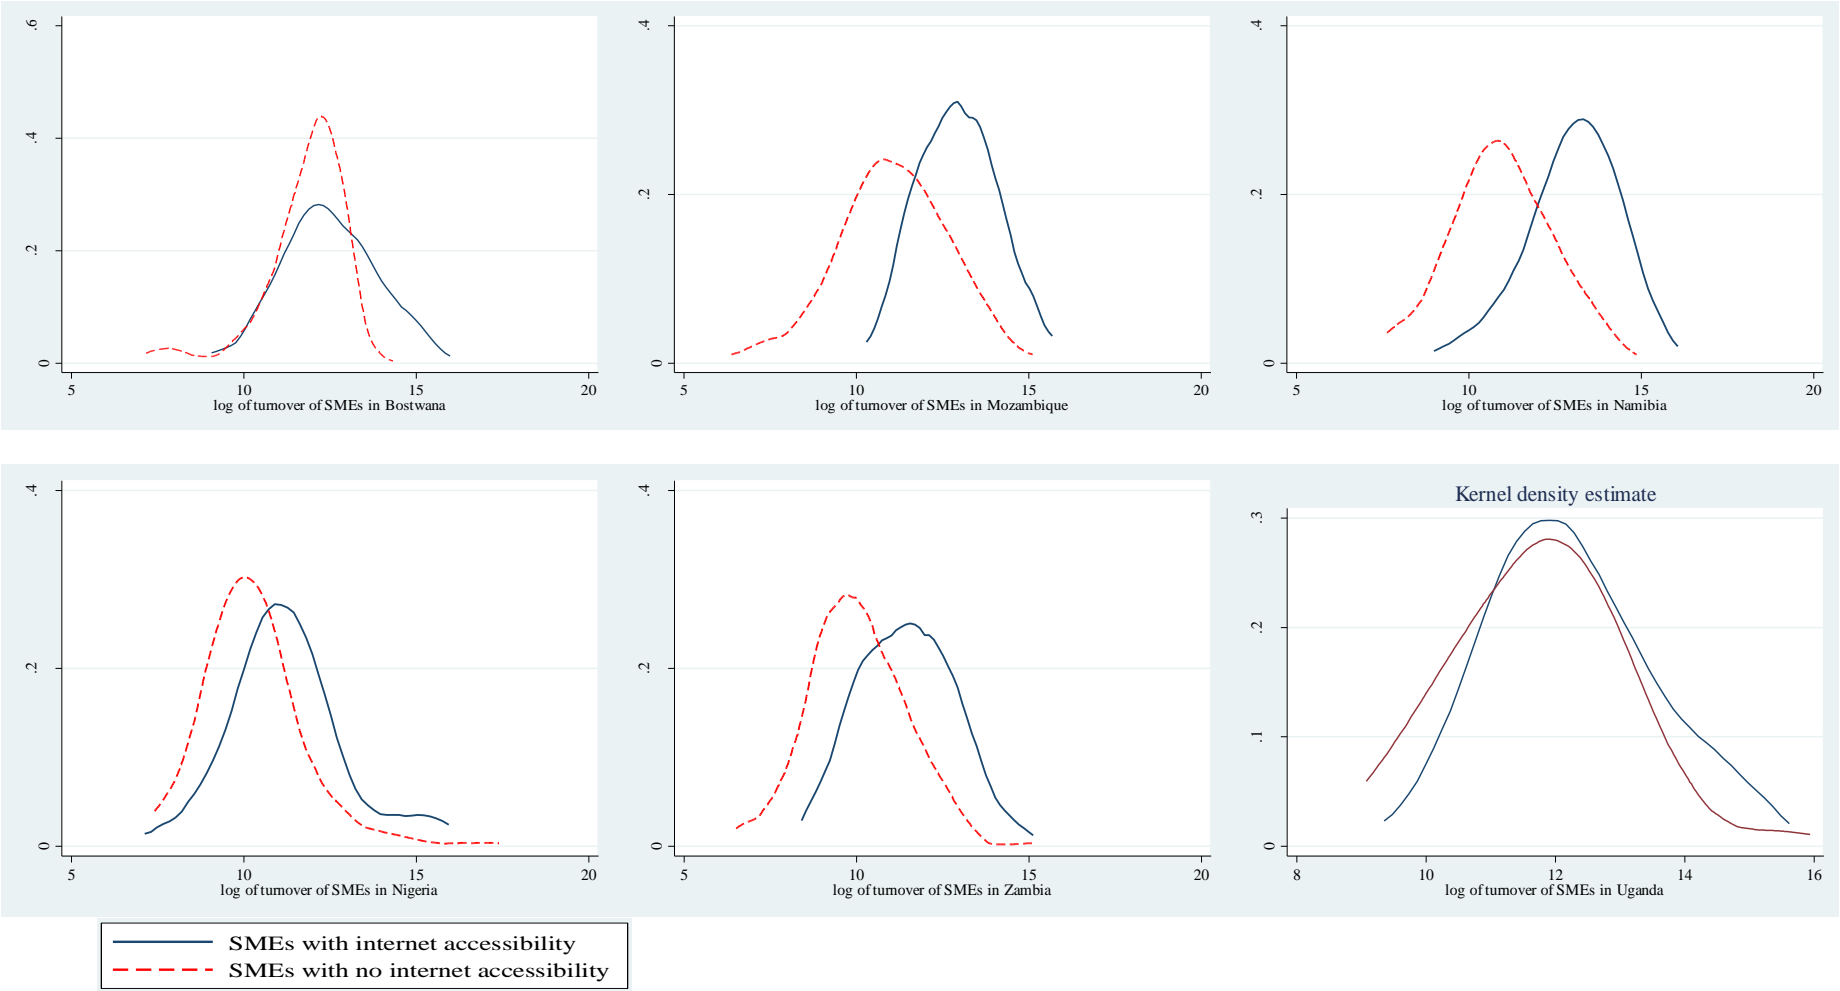 .6
.4
.2
0
5 10 15 20
log of turnover of SMEs in Bostwana
.4
.2
0
5 10 15 20
log of turnover of SMEs in Mozambique
.4
.2
0
5 10 15 20
log of turnover of SMEs in Namibia
.4
.2
0
5 10 15 20
log of turnover of SMEs in Nigeria
.4
.2
0
5 10 15 20
log of turnover of SMEs in Zambia
Kernel density estimate
.3
.2
.1
0
8 10 12 14 16
log of turnover of SMEs in Uganda
SMEs with internet accessibility
SMEs with no internet accessibility